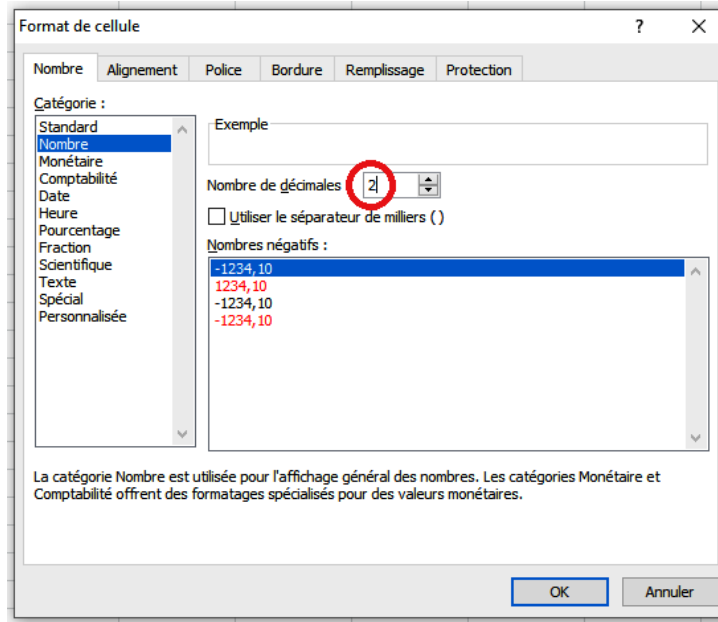 Format de cellule ? X
Nombre Alignement Police Bordure Remplissage Protection
Catégorie :
Standard
Nombre
Monétaire
Comptabilité
Date
Heure
Pourcentage
Fraction
Scientifique
Texte
Spécial
Personnalisée
Exemple
Nombre de décimales 2
Utiliser le séparateur de milliers ( )
Nombres négatifs :
-1234,10
1234,10
-1234,10
-1234,10
La catégorie Nombre est utilisée pour l'affichage général des nombres. Les catégories Monétaire et
Comptabilité offrent des formatages spécialisés pour des valeurs monétaires.
OK Annuler